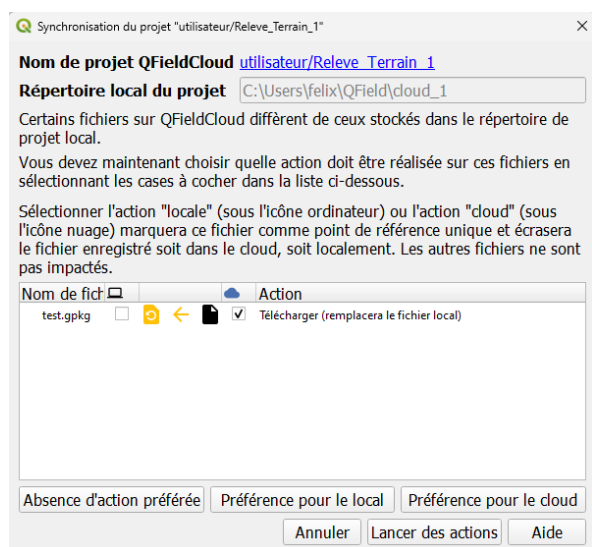 Synchronisation du projet "utilisateur/Releve_Terrain_1"
Nom de projet QFieldCloud utilisateur/Releve_Terrain_1
Répertoire local du projet C:\Users\felix\QField\cloud_1
Certains fichiers sur QFieldCloud diffèrent de ceux stockés dans le répertoire de
projet local.
Vous devez maintenant choisir quelle action doit être réalisée sur ces fichiers en
sélectionnant les cases à cocher dans la liste ci-dessous.
Sélectionner l'action "locale" (sous l'icône ordinateur) ou l'action "cloud" (sous
l'icône nuage) marquera ce fichier comme point de référence unique et écrasera
le fichier enregistré soit dans le cloud, soit localement. Les autres fichiers ne sont
pas impactés.
Nom de fich Action
test.gpkg Télécharger (remplacera le fichier local)
Absence d'action préférée Préférence pour le local Préférence pour le cloud
Annuler Lancer des actions Aide